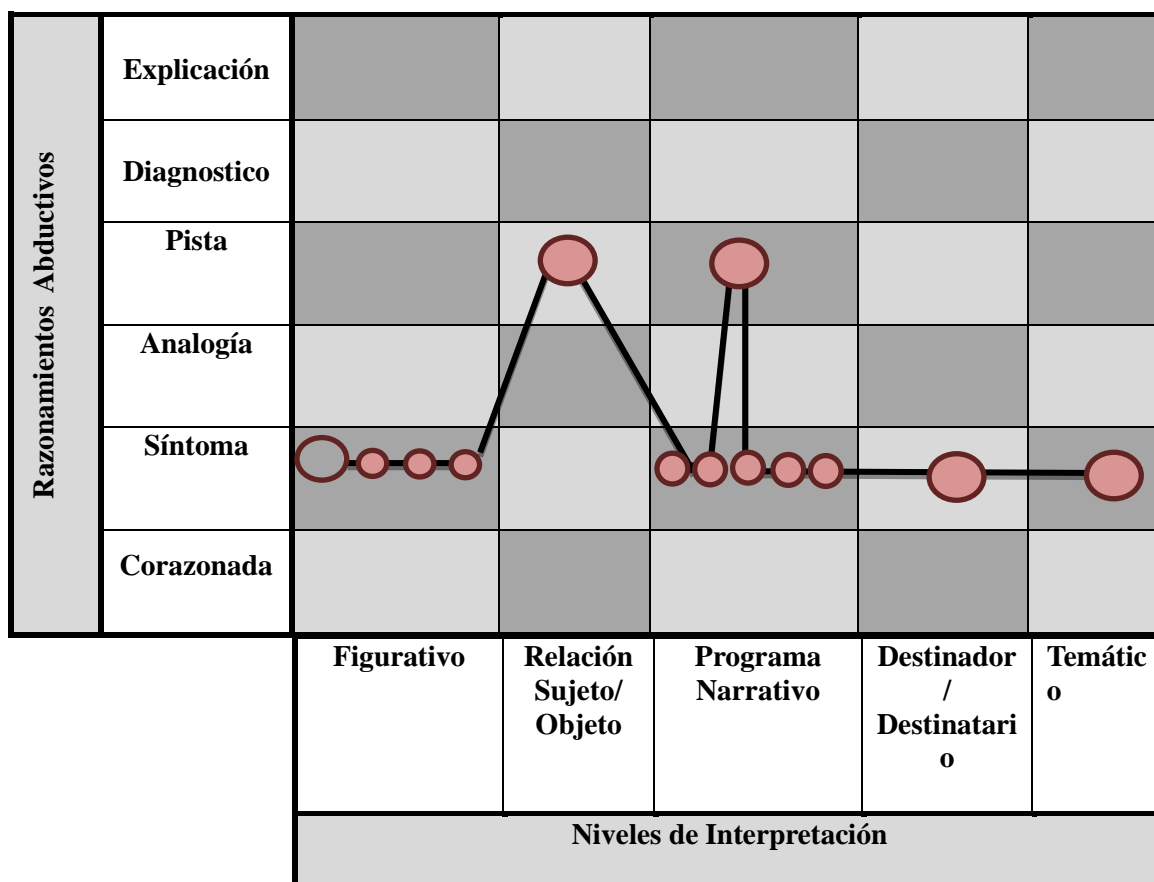 Razonamientos Abductivos
Explicación
Diagnostico
Pista
Analogía
Síntoma
Corazonada
Figurativo
Relación
Sujeto/
Objeto
Programa
Narrativo
Destinador
/
Destinatari
o
Temátic
o
Niveles de Interpretación